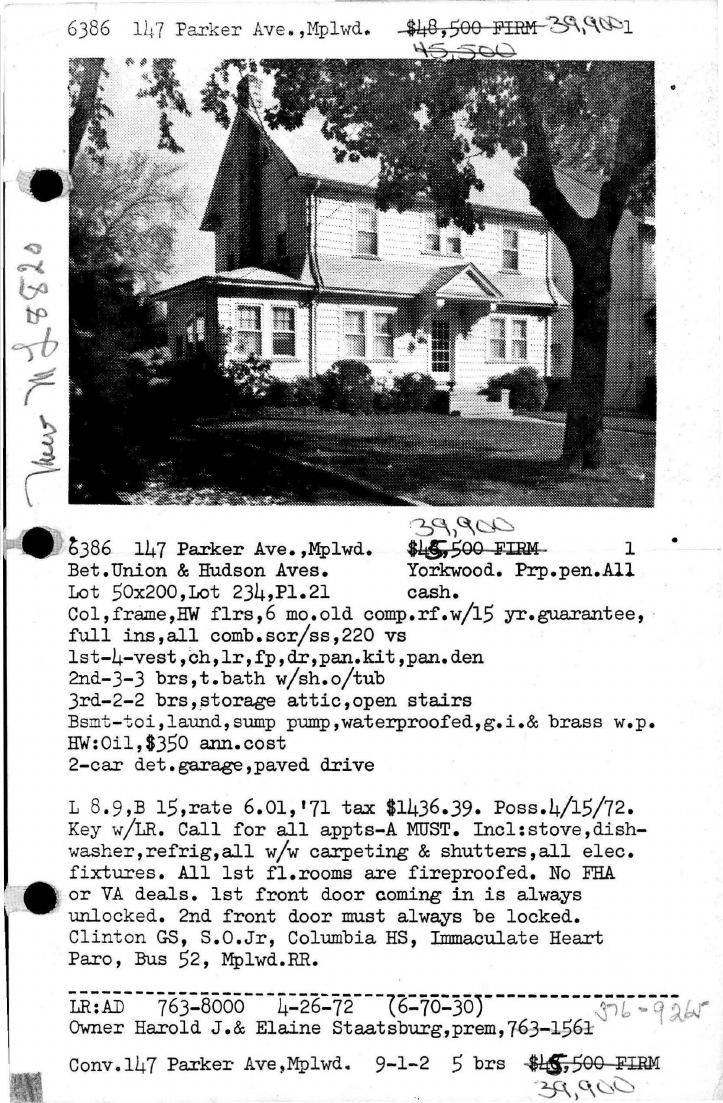 6386 147 Parker Ave.,Mplwd. $48,500 FIRM 39,900 1
45,500
New Ml 8820
39,900
6386 147 Parker Ave.,Mplwd. $45,500 FIRM 1
Bet.Union & Hudson Aves. Yorkwood. Prp.pen.All
Lot 50x200,Lot 234,Pl.21 cash.
Col,frame,HW flrs,6 mo.old comp.rf.w/15 yr.guarantee,
full ins,all comb.scr/ss,220 vs
1st-4-vest,ch,lr,fp,dr,pan.kit,pan.den
2nd-3-3 brs,t.bath w/sh.o/tub
3rd-2-2 brs,storage attic,open stairs
Bsmt-toi,laund,sump pump,waterproofed,g.i.& brass w.p.
HW:Oil,$350 ann.cost
2-car det.garage,paved drive
L 8.9,B 15,rate 6.01,'71 tax $1436.39. Poss.4/15/72.
Key w/LR. Call for all appts-A MUST. Incl:stove,dish-
washer,refrig,all w/w carpeting & shutters,all elec.
fixtures. All 1st fl.rooms are fireproofed. No FHA
or VA deals. 1st front door coming in is always
unlocked. 2nd front door must always be locked.
Clinton GS, S.O.Jr, Columbia HS, Immaculate Heart
Paro, Bus 52, Mplwd.RR.
LR:AD 763-8000 4-26-72 (6-70-30) 376-9265
Owner Harold J.& Elaine Staatsburg,prem,763-1561
Conv.147 Parker Ave,Mplwd. 9-1-2 5 brs $45,500 FIRM
39,900